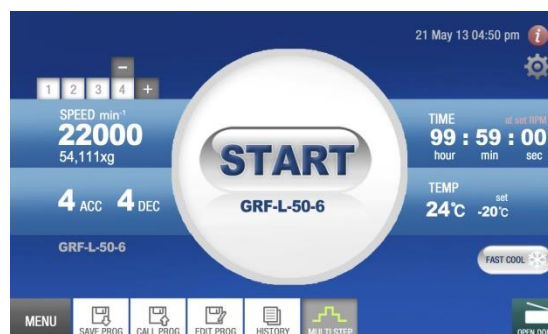 21 May 13 04:50 pm
i
−
1 2 3 4 +
SPEED min⁻¹
22000
54,111xg
TIME at set RPM
99 : 59 : 00
hour min sec
START
GRF-L-50-6
4 ACC 4 DEC
TEMP set
24°C -20°C
GRF-L-50-6
FAST COOL
MENU
SAVE PROG
CALL PROG
EDIT PROG
HISTORY
MULTI STEP
OPEN DOO